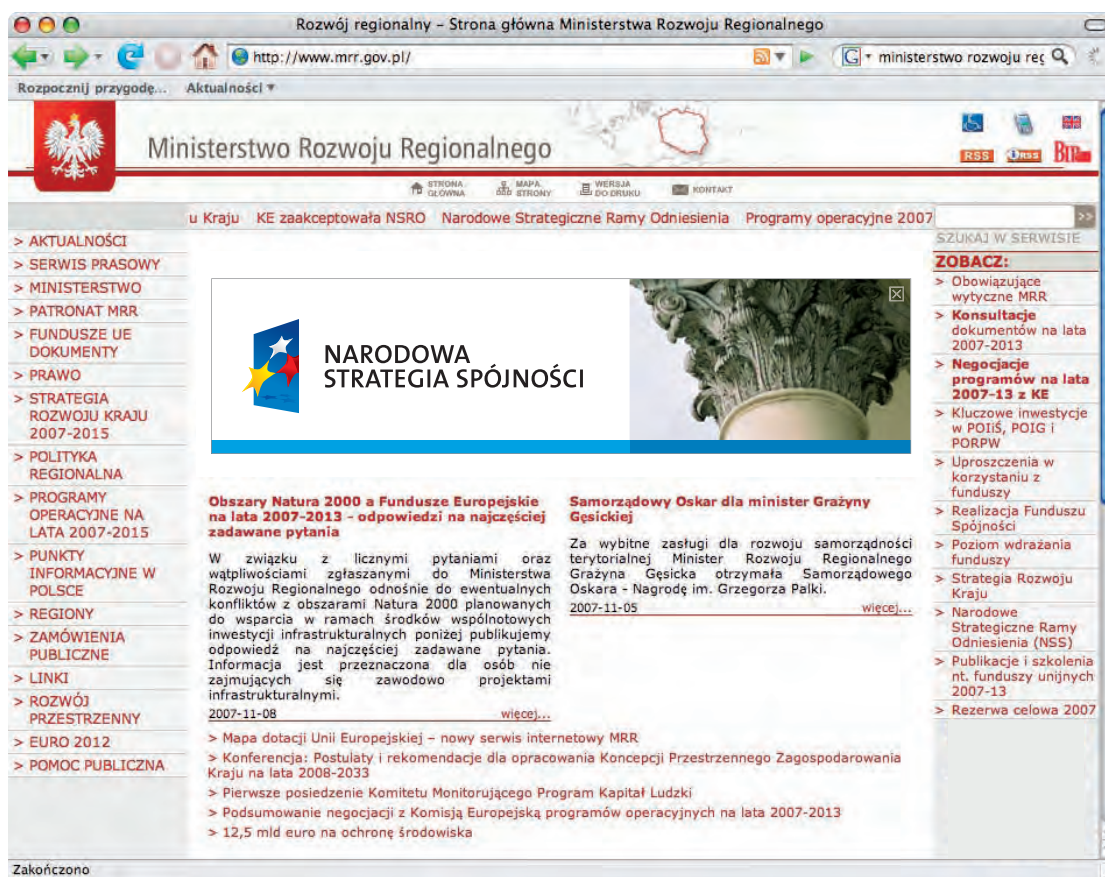 Rozwój regionalny – Strona główna Ministerstwa Rozwoju Regionalnego
http://www.mrr.gov.pl/
G
ministerstwo rozwoju reg
Rozpocznij przygodę...
Aktualności
Ministerstwo Rozwoju Regionalnego
RSS
RSS
STRONA
GŁÓWNA
MAPA
STRONY
WERSJA
DO DRUKU
KONTAKT
u Kraju KE zaakceptowała NSRO Narodowe Strategiczne Ramy Odniesienia Programy operacyjne 2007
>>
SZUKAJ W SERWISIE
> AKTUALNOŚCI
> SERWIS PRASOWY
> MINISTERSTWO
> PATRONAT MRR
> FUNDUSZE UE
DOKUMENTY
> PRAWO
> STRATEGIA
ROZWOJU KRAJU
2007-2015
> POLITYKA
REGIONALNA
> PROGRAMY
OPERACYJNE NA
LATA 2007-2015
> PUNKTY
INFORMACYJNE W
POLSCE
> REGIONY
> ZAMÓWIENIA
PUBLICZNE
> LINKI
> ROZWÓJ
PRZESTRZENNY
> EURO 2012
> POMOC PUBLICZNA
NARODOWA
STRATEGIA SPÓJNOŚCI
Obszary Natura 2000 a Fundusze Europejskie
na lata 2007-2013 - odpowiedzi na najczęściej
zadawane pytania
W związku z licznymi pytaniami oraz
wątpliwościami zgłaszanymi do Ministerstwa
Rozwoju Regionalnego odnośnie do ewentualnych
konfliktów z obszarami Natura 2000 planowanych
do wsparcia w ramach środków wspólnotowych
inwestycji infrastrukturalnych poniżej publikujemy
odpowiedź na najczęściej zadawane pytania.
Informacja jest przeznaczona dla osób nie
zajmujących się zawodowo projektami
infrastrukturalnymi.
2007-11-08 więcej...
Samorządowy Oskar dla minister Grażyny
Gęsickiej
Za wybitne zasługi dla rozwoju samorządności
terytorialnej Minister Rozwoju Regionalnego
Grażyna Gęsicka otrzymała Samorządowego
Oskara - Nagrodę im. Grzegorza Palki.
2007-11-05 więcej...
> Mapa dotacji Unii Europejskiej – nowy serwis internetowy MRR
> Konferencja: Postulaty i rekomendacje dla opracowania Koncepcji Przestrzennego Zagospodarowania
Kraju na lata 2008-2033
> Pierwsze posiedzenie Komitetu Monitorującego Program Kapitał Ludzki
> Podsumowanie negocjacji z Komisją Europejską programów operacyjnych na lata 2007-2013
> 12,5 mld euro na ochronę środowiska
ZOBACZ:
> Obowiązujące
wytyczne MRR
> Konsultacje
dokumentów na lata
2007-2013
> Negocjacje
programów na lata
2007-13 z KE
> Kluczowe inwestycje
w POIiŚ, POIG i
PORPW
> Uproszczenia w
korzystaniu z
funduszy
> Realizacja Funduszu
Spójności
> Poziom wdrażania
funduszy
> Strategia Rozwoju
Kraju
> Narodowe
Strategiczne Ramy
Odniesienia (NSS)
> Publikacje i szkolenia
nt. funduszy unijnych
2007-13
> Rezerwa celowa 2007
Zakończono